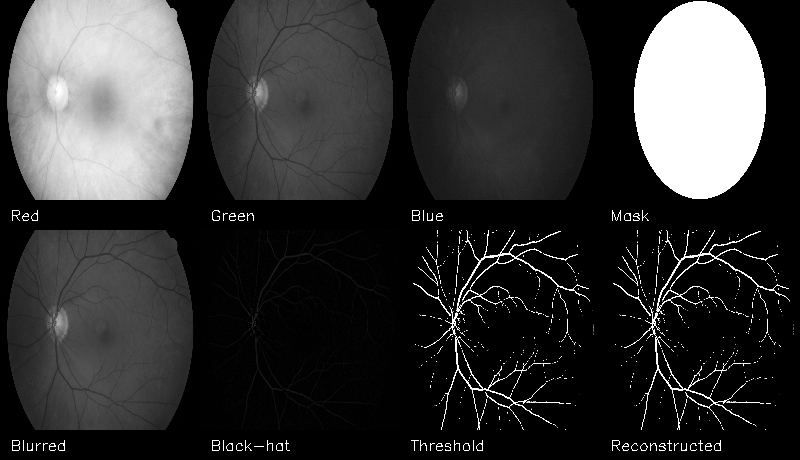 Red
Green
Blue
Mask
Blurred
Black-hat
Threshold
Reconstructed